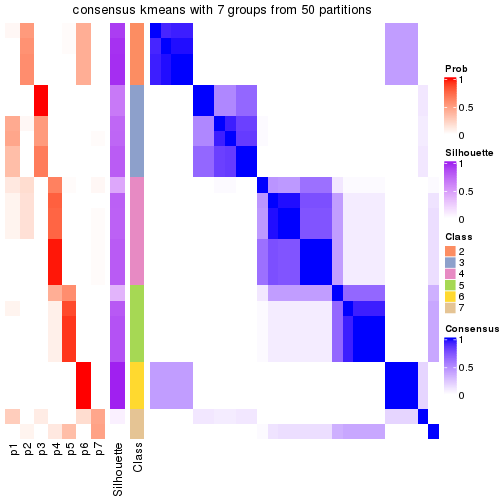 consensus kmeans with 7 groups from 50 partitions
Prob
1
0.5
0
Silhouette
1
0.5
0
Class
2
3
4
5
6
7
Consensus
1
0.5
0
p1
p2
p3
p4
p5
p6
p7
Silhouette
Class